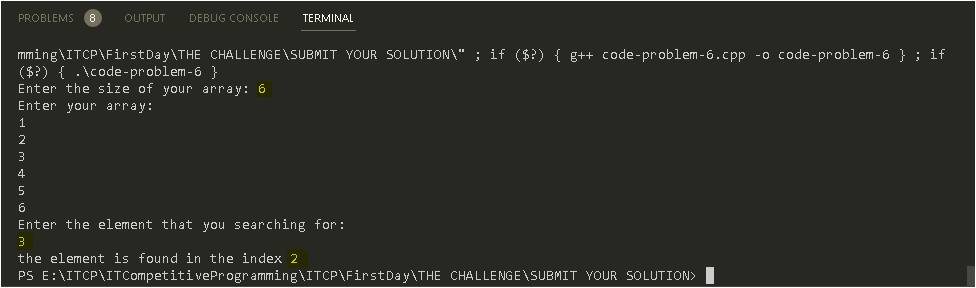 PROBLEMS 8 OUTPUT DEBUG CONSOLE TERMINAL
mming\ITCP\FirstDay\THE CHALLENGE\SUBMIT YOUR SOLUTION\" ; if ($?) { g++ code-problem-6.cpp -o code-problem-6 } ; if
($?) { .\code-problem-6 }
Enter the size of your array: 6
Enter your array:
1
2
3
4
5
6
Enter the element that you searching for:
3
the element is found in the index 2
PS E:\ITCP\ITCompetitiveProgramming\ITCP\FirstDay\THE CHALLENGE\SUBMIT YOUR SOLUTION>